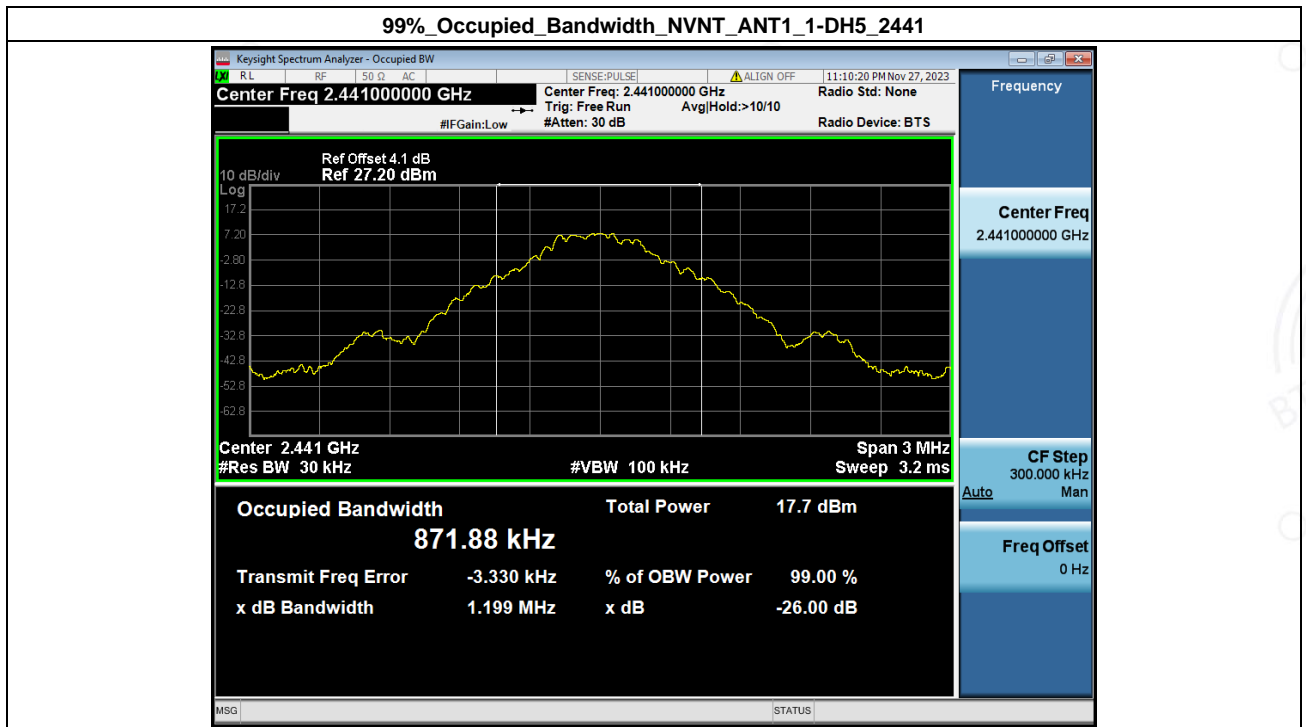 99%_Occupied_Bandwidth_NVNT_ANT1_1-DH5_2441
Keysight Spectrum Analyzer - Occupied BW
LXI RL RF 50 Ω AC SENSE:PULSE ALIGN OFF 11:10:20 PM Nov 27, 2023
Center Freq 2.441000000 GHz
Center Freq: 2.441000000 GHz
Radio Std: None
Trig: Free Run Avg|Hold:>10/10
#IFGain:Low
#Atten: 30 dB
Radio Device: BTS
Ref Offset 4.1 dB
10 dB/div Ref 27.20 dBm
Log
17.2
7.20
-2.80
-12.8
-22.8
-32.8
-42.8
-52.8
-62.8
Center 2.441 GHz Span 3 MHz
#Res BW 30 kHz #VBW 100 kHz Sweep 3.2 ms
Occupied Bandwidth Total Power 17.7 dBm
871.88 kHz
Transmit Freq Error -3.330 kHz % of OBW Power 99.00 %
x dB Bandwidth 1.199 MHz x dB -26.00 dB
MSG STATUS
Frequency
Center Freq
2.441000000 GHz
CF Step
300.000 kHz
Auto Man
Freq Offset
0 Hz